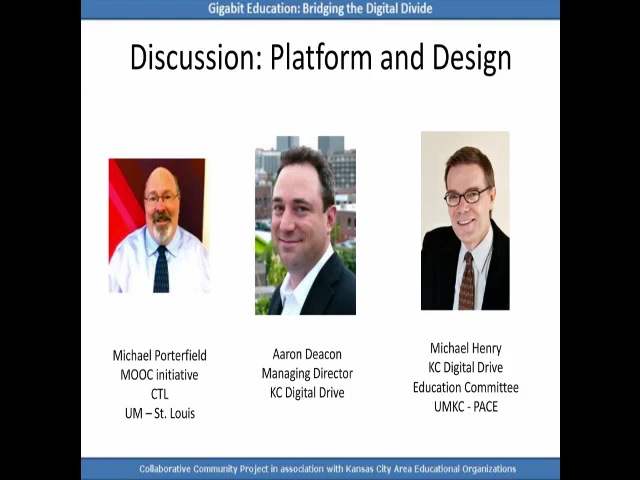 Gigabit Education: Bridging the Digital Divide
Discussion: Platform and Design
Michael Porterfield
MOOC initiative
CTL
UM – St. Louis
Aaron Deacon
Managing Director
KC Digital Drive
Michael Henry
KC Digital Drive
Education Committee
UMKC - PACE
Collaborative Community Project in association with Kansas City Area Educational Organizations